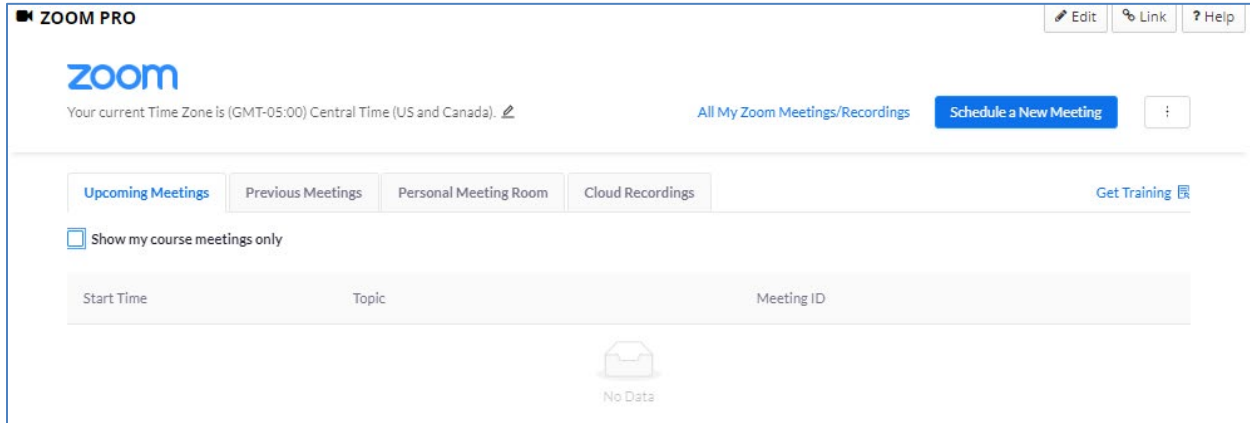 ZOOM PRO
Edit Link ? Help
zoom
Your current Time Zone is (GMT-05:00) Central Time (US and Canada).
All My Zoom Meetings/Recordings Schedule a New Meeting
Upcoming Meetings Previous Meetings Personal Meeting Room Cloud Recordings Get Training
Show my course meetings only
Start Time Topic Meeting ID
No Data